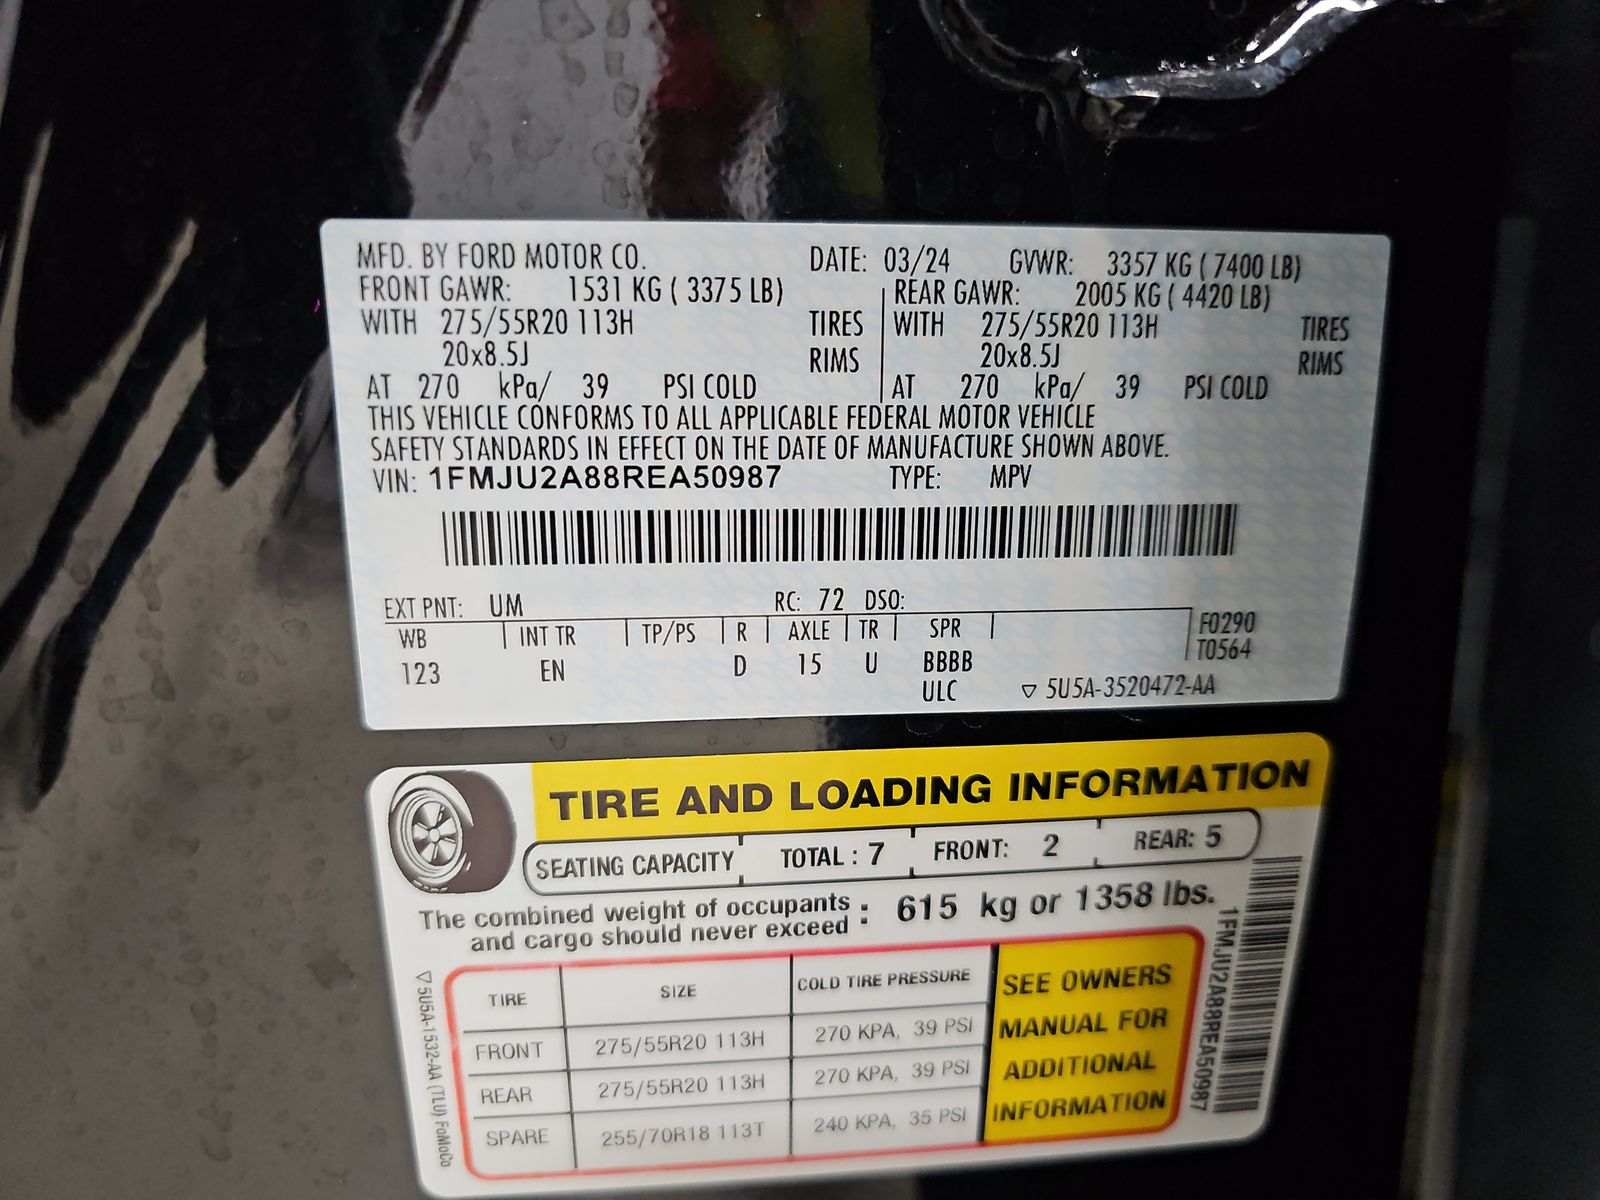 MFD. BY FORD MOTOR CO. DATE: 03/24 GVWR: 3357 KG ( 7400 LB)
FRONT GAWR: 1531 KG ( 3375 LB) REAR GAWR: 2005 KG ( 4420 LB)
WITH 275/55R20 113H TIRES WITH 275/55R20 113H TIRES
20x8.5J RIMS 20x8.5J RIMS
AT 270 kPa/ 39 PSI COLD AT 270 kPa/ 39 PSI COLD
THIS VEHICLE CONFORMS TO ALL APPLICABLE FEDERAL MOTOR VEHICLE
SAFETY STANDARDS IN EFFECT ON THE DATE OF MANUFACTURE SHOWN ABOVE.
VIN: 1FMJU2A88REA50987 TYPE: MPV
EXT PNT: UM RC: 72 DSO:
WB INT TR TP/PS R AXLE TR SPR F0290
T0564
123 EN D 15 U BBBB
ULC ▽ 5U5A-3520472-AA
TIRE AND LOADING INFORMATION
SEATING CAPACITY TOTAL : 7 FRONT: 2 REAR: 5
The combined weight of occupants
and cargo should never exceed : 615 kg or 1358 lbs.
TIRE SIZE COLD TIRE PRESSURE
FRONT 275/55R20 113H 270 KPA, 39 PSI
REAR 275/55R20 113H 270 KPA, 39 PSI
SPARE 255/70R18 113T 240 KPA, 35 PSI
SEE OWNERS
MANUAL FOR
ADDITIONAL
INFORMATION
▽5U5A-1532-AA (TLU) FoMoCo
1FMJU2A88REA50987